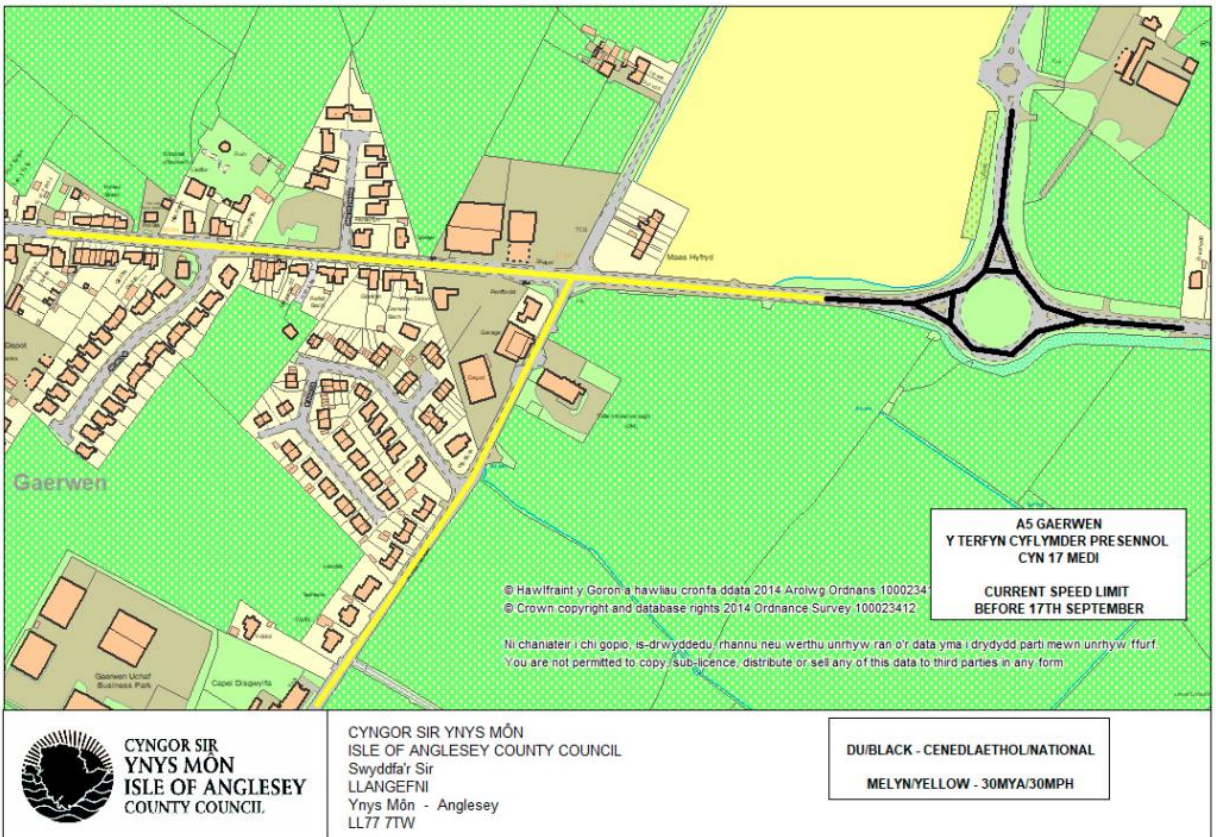 Maes Hyfryd
TCB
Garage
Depot
Depot
Gaerwen
Gaerwen Uchaf
Business Park
Capel Disgwylfa
A5 GAERWEN
Y TERFYN CYFLYMDER PRESENNOL
CYN 17 MEDI
CURRENT SPEED LIMIT
BEFORE 17TH SEPTEMBER
© Hawlfraint y Goron a hawliau cronfa ddata 2014 Arolwg Ordnans 10002341
© Crown copyright and database rights 2014 Ordnance Survey 100023412
Ni chaniateir i chi gopio, is-drwyddedu, rhannu neu werthu unrhyw ran o'r data yma i drydydd parti mewn unrhyw ffurf.
You are not permitted to copy, sub-licence, distribute or sell any of this data to third parties in any form
CYNGOR SIR
YNYS MÔN
ISLE OF ANGLESEY
COUNTY COUNCIL
CYNGOR SIR YNYS MÔN
ISLE OF ANGLESEY COUNTY COUNCIL
Swyddfa'r Sir
LLANGEFNI
Ynys Môn - Anglesey
LL77 7TW
DU/BLACK - CENEDLAETHOL/NATIONAL
MELYN/YELLOW - 30MYA/30MPH